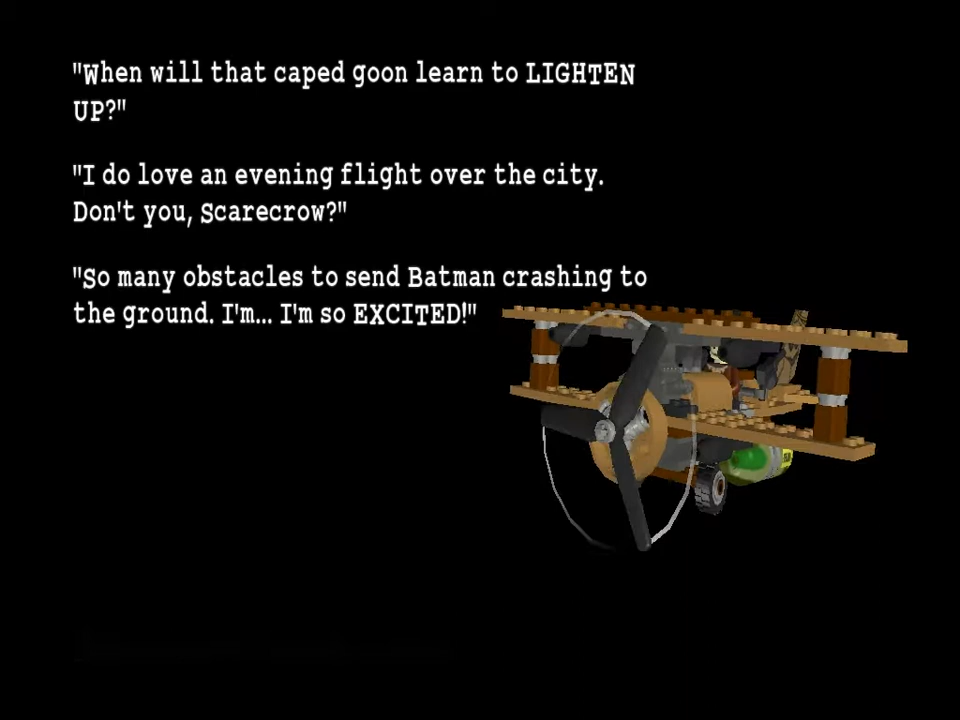 "When will that caped goon learn to LIGHTEN
UP?"
"I do love an evening flight over the city.
Don't you, Scarecrow?"
"So many obstacles to send Batman crashing to
the ground. I'm... I'm so EXCITED!"